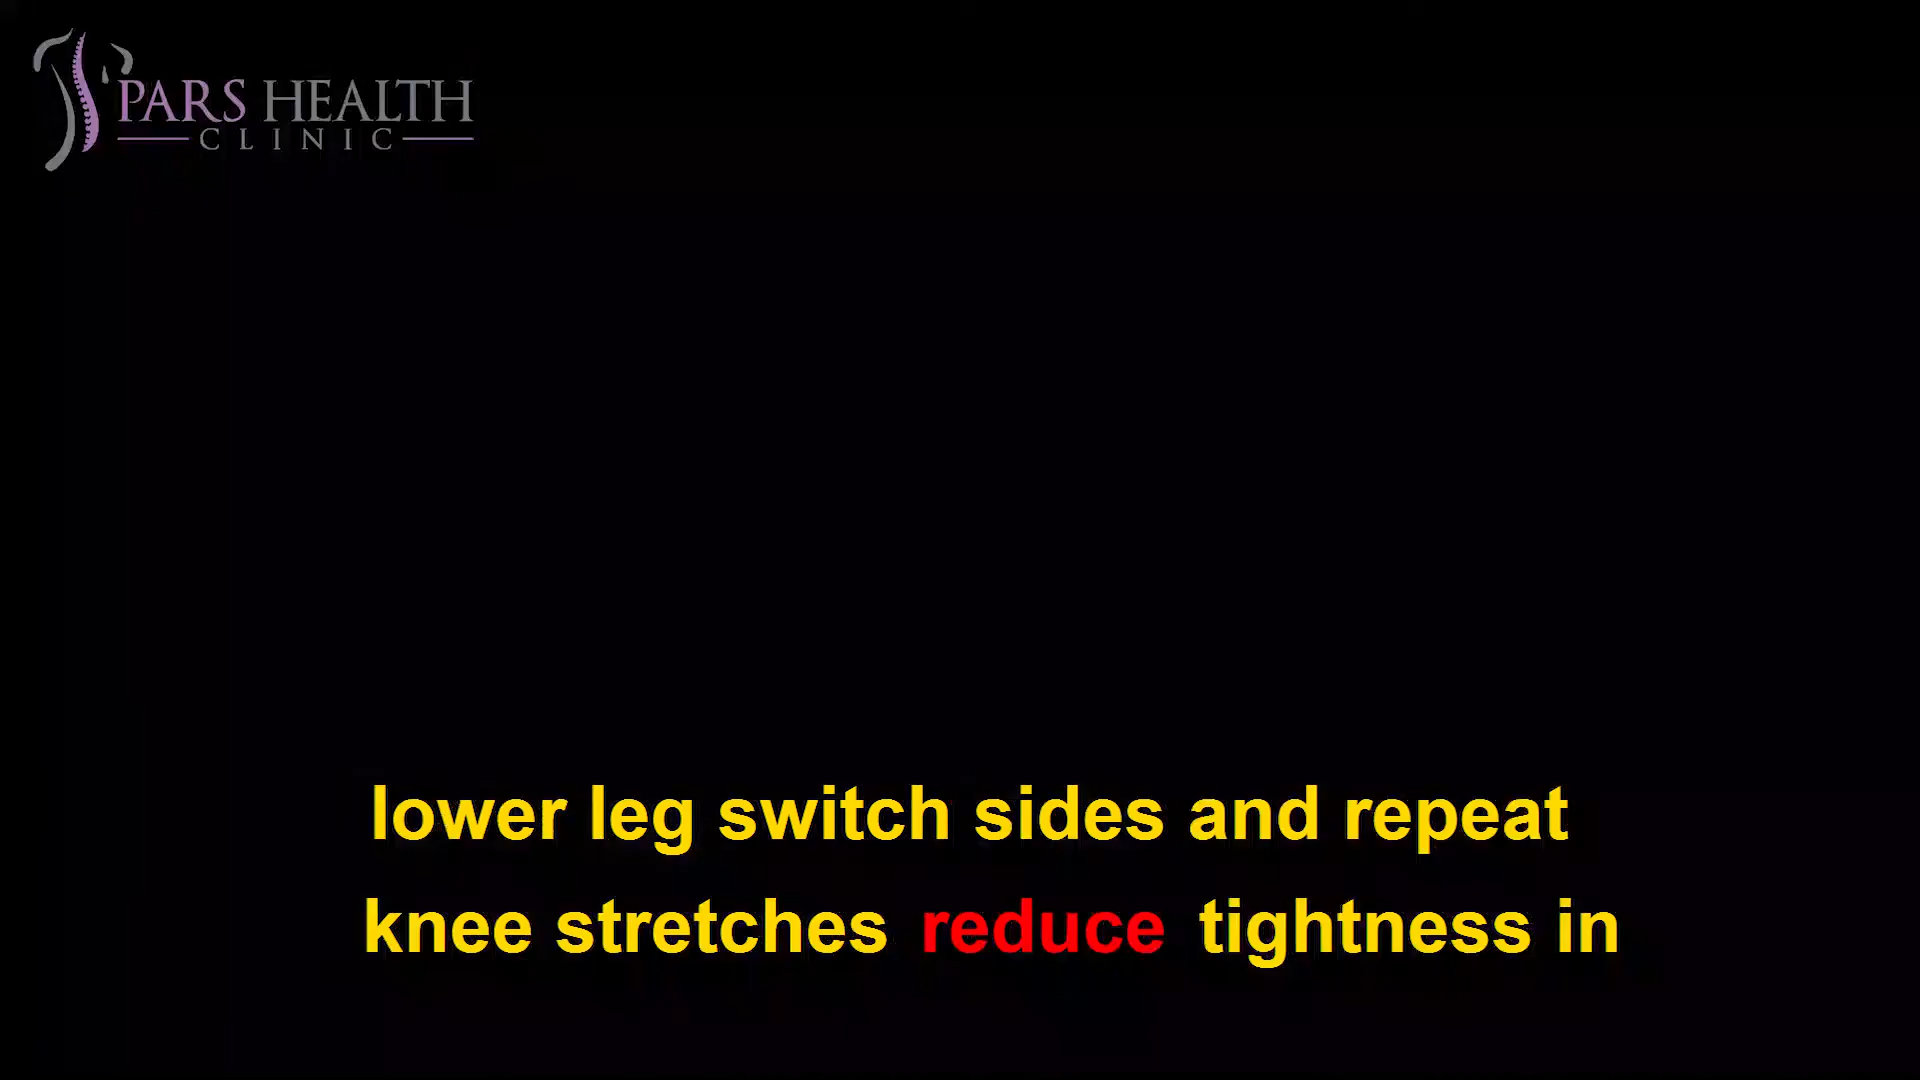 PARS HEALTH
CLINIC
lower leg switch sides and repeat
knee stretches reduce tightness in